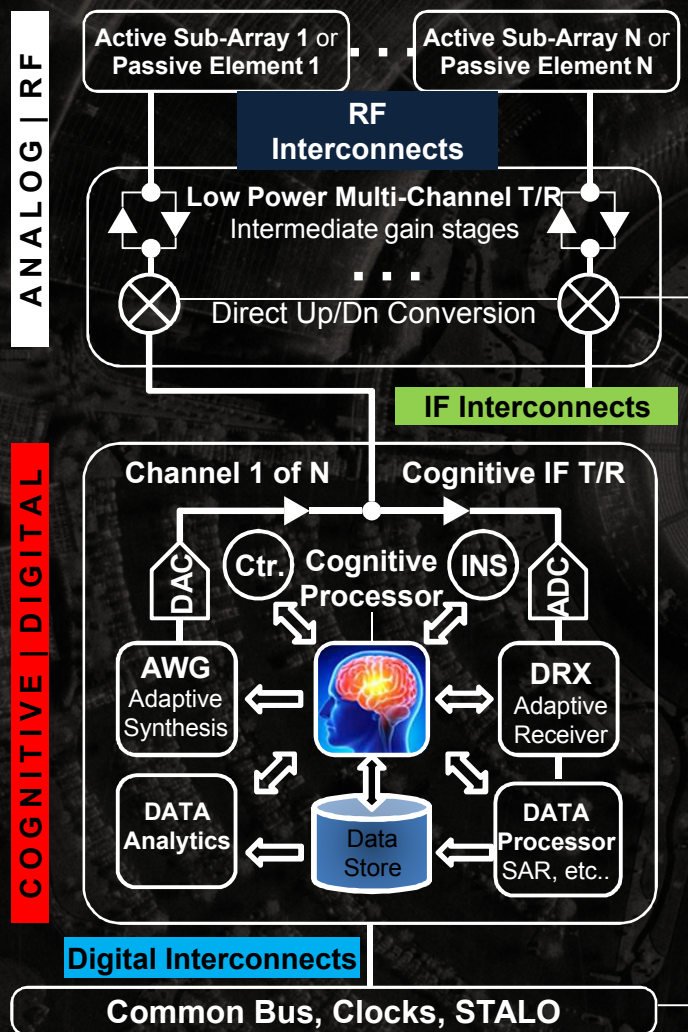 ANALOG | RF
Active Sub-Array 1 or
Passive Element 1
Active Sub-Array N or
Passive Element N
RF
Interconnects
Low Power Multi-Channel T/R
Intermediate gain stages
Direct Up/Dn Conversion
IF Interconnects
COGNITIVE | DIGITAL
Channel 1 of N
Cognitive IF T/R
DAC
Ctr.
Cognitive
Processor
INS
ADC
AWG
Adaptive
Synthesis
DRX
Adaptive
Receiver
DATA
Analytics
Data
Store
DATA
Processor
SAR, etc..
Digital Interconnects
Common Bus, Clocks, STALO